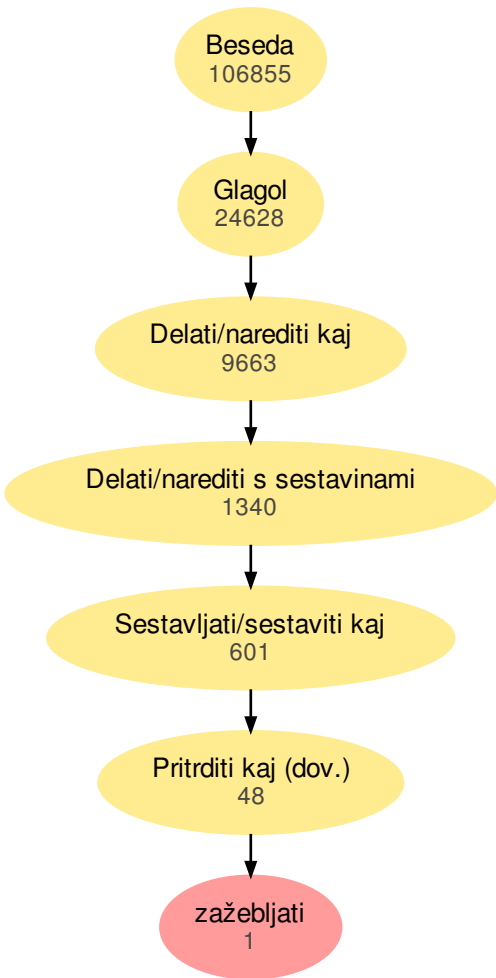 Beseda
106855
Glagol
24628
Delati/narediti kaj
9663
Delati/narediti s sestavinami
1340
Sestavljati/sestaviti kaj
601
Pritrditi kaj (dov.)
48
zažebljati
1